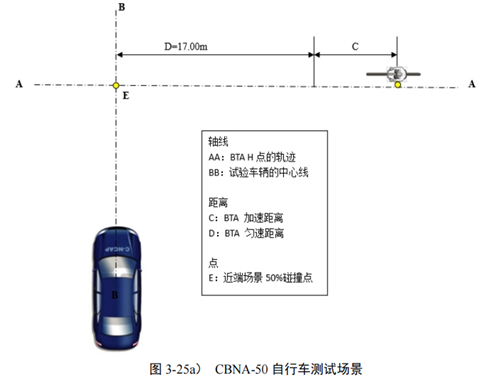 B
D=17.00m
C
A
A
E
轴线
AA：BTA H 点的轨迹
BB：试验车辆的中心线
距离
C：BTA 加速距离
D：BTA 匀速距离
点
E：近端场景50%碰撞点
C-NCAP
B
图 3-25a） CBNA-50 自行车测试场景